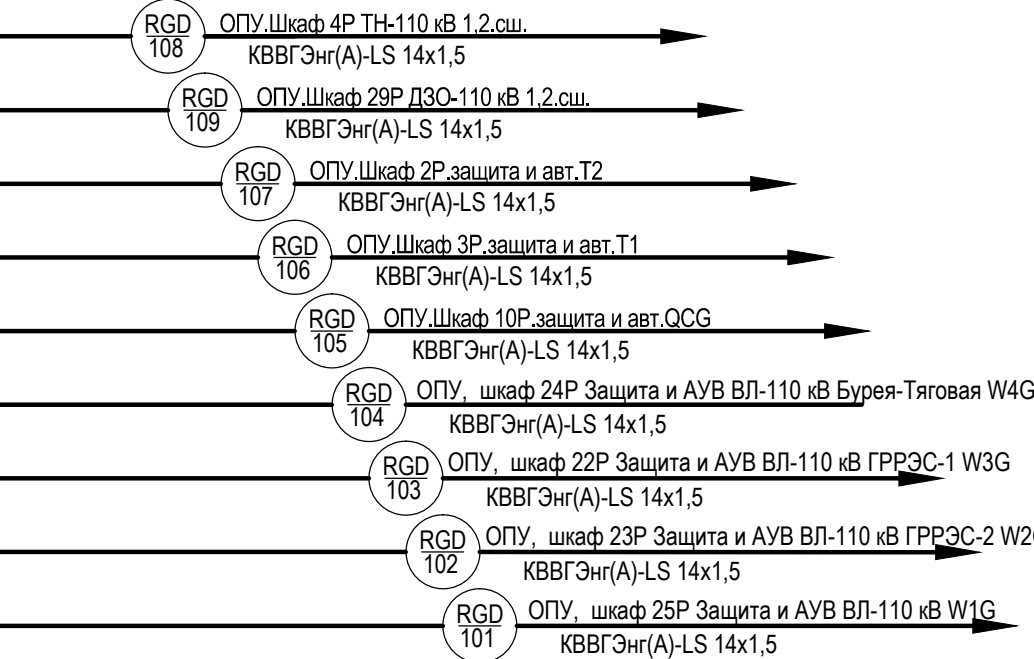 RGD ОПУ.Шкаф 4Р ТН-110 кВ 1,2.сш.
108 КВВГЭнг(А)-LS 14х1,5
RGD ОПУ.Шкаф 29Р ДЗО-110 кВ 1,2.сш.
109 КВВГЭнг(А)-LS 14х1,5
RGD ОПУ.Шкаф 2Р.защита и авт.Т2
107 КВВГЭнг(А)-LS 14х1,5
RGD ОПУ.Шкаф 3Р.защита и авт.Т1
106 КВВГЭнг(А)-LS 14х1,5
RGD ОПУ.Шкаф 10Р.защита и авт.QCG
105 КВВГЭнг(А)-LS 14х1,5
RGD ОПУ, шкаф 24Р Защита и АУВ ВЛ-110 кВ Бурея-Тяговая W4G
104 КВВГЭнг(А)-LS 14х1,5
RGD ОПУ, шкаф 22Р Защита и АУВ ВЛ-110 кВ ГРРЭС-1 W3G
103 КВВГЭнг(А)-LS 14х1,5
RGD ОПУ, шкаф 23Р Защита и АУВ ВЛ-110 кВ ГРРЭС-2
102 КВВГЭнг(А)-LS 14х1,5
RGD ОПУ, шкаф 25Р Защита и АУВ ВЛ-110 кВ W1G
101 КВВГЭнг(А)-LS 14х1,5